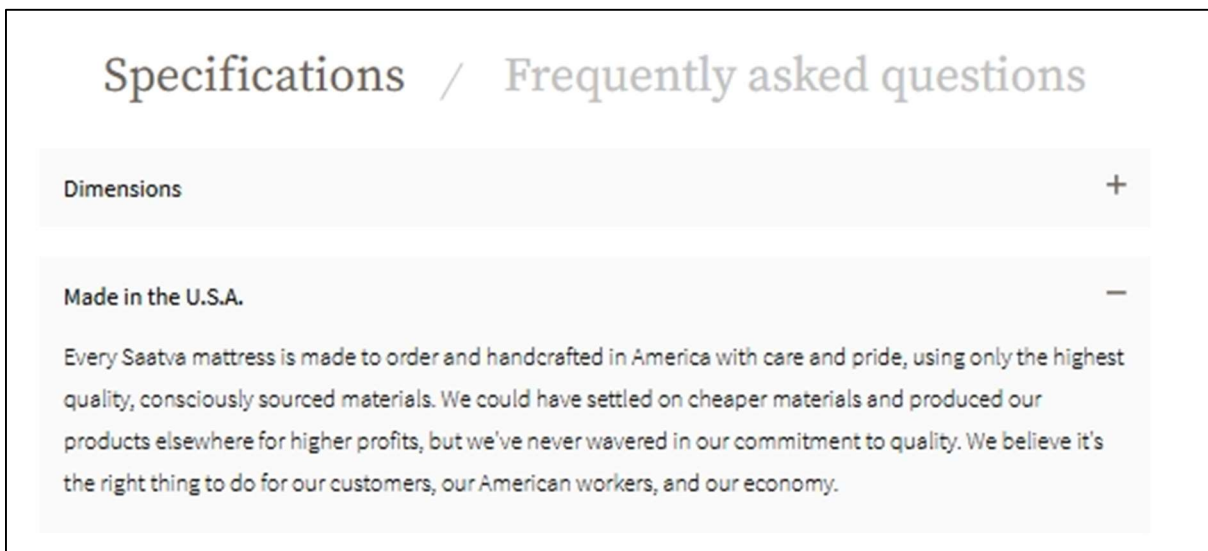 Specifications / Frequently asked questions
Dimensions +
Made in the U.S.A. −
Every Saatva mattress is made to order and handcrafted in America with care and pride, using only the highest
quality, consciously sourced materials. We could have settled on cheaper materials and produced our
products elsewhere for higher profits, but we've never wavered in our commitment to quality. We believe it's
the right thing to do for our customers, our American workers, and our economy.